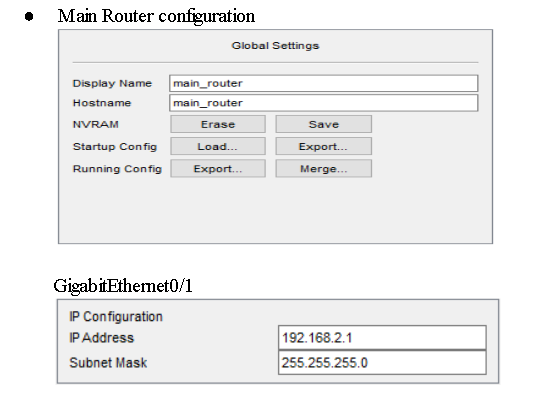 ● Main Router configuration
Global Settings
Display Name main_router
Hostname main_router
NVRAM Erase Save
Startup Config Load... Export...
Running Config Export... Merge...
GigabitEthernet0/1
IP Configuration
IP Address 192.168.2.1
Subnet Mask 255.255.255.0